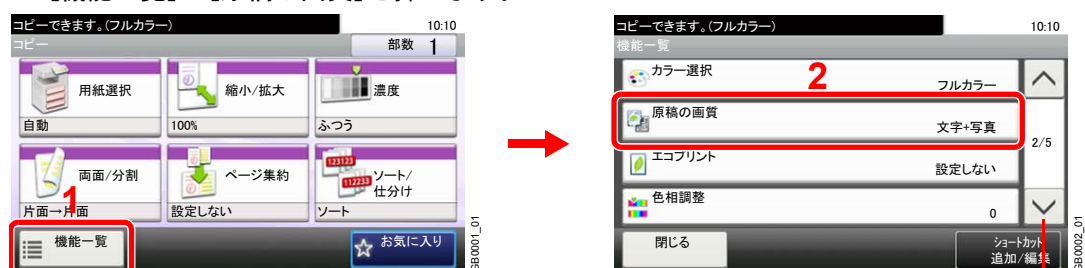 コピーできます。(フルカラー) 10:10
コピー 部数 1
用紙選択 縮小/拡大 濃度
自動 100% ふつう
両面/分割 ページ集約 ソート/
仕分け
片面→片面 設定しない ソート
1
機能一覧 お気に入り
GB0001_01
コピーできます。(フルカラー) 10:10
機能一覧
カラー選択 フルカラー
2
原稿の画質 文字+写真
2/5
エコプリント 設定しない
色相調整 0
閉じる ショートカット
追加/編集
GB0002_01